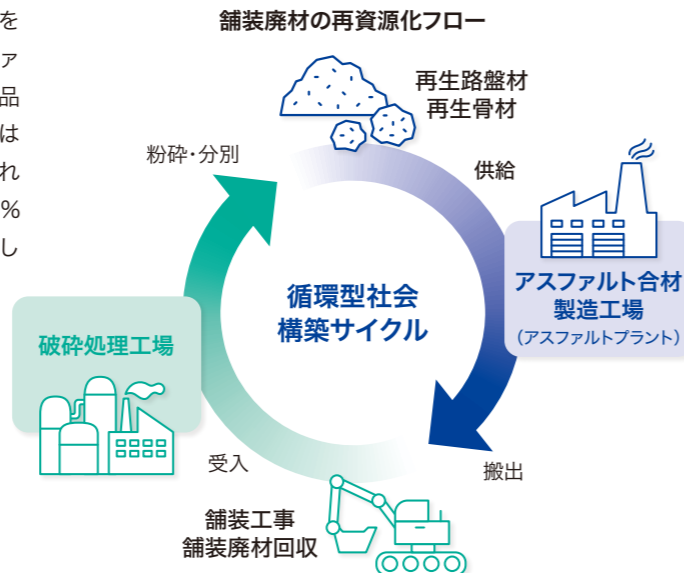 を
ァ
品
は
れ
%
し
舗装廃材の再資源化フロー
再生路盤材
再生骨材
粉砕・分別
供給
アスファルト合材
製造工場
(アスファルトプラント)
循環型社会
構築サイクル
破砕処理工場
受入
搬出
舗装工事
舗装廃材回収